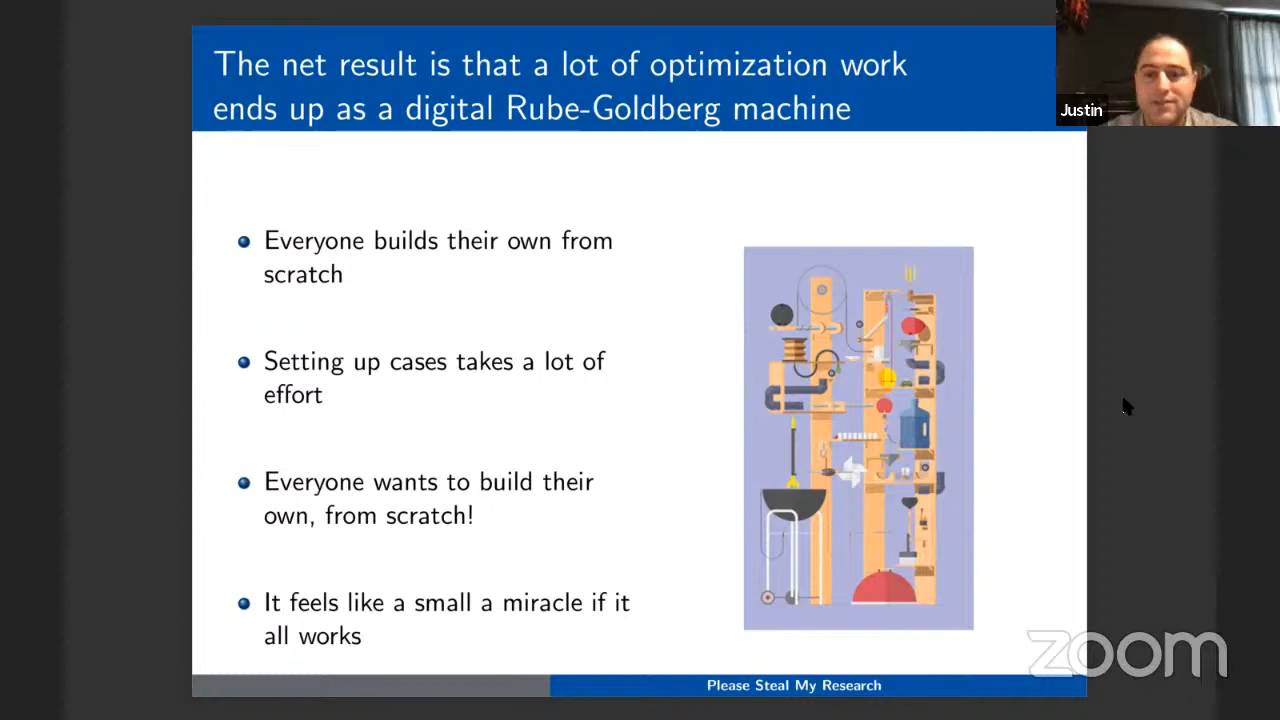 The net result is that a lot of optimization work
ends up as a digital Rube-Goldberg machine
Justin
Everyone builds their own from
scratch
Setting up cases takes a lot of
effort
Everyone wants to build their
own, from scratch!
It feels like a small a miracle if it
all works
zoom
Please Steal My Research